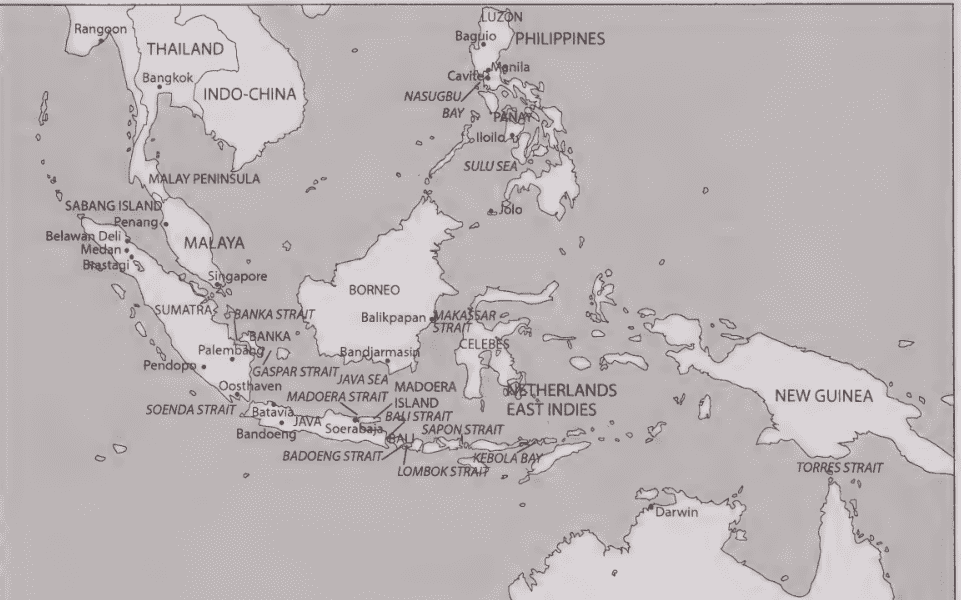 LUZON
Rangoon
Baguio
PHILIPPINES
THAILAND
Manila
Bangkok
Cavite
INDO-CHINA
NASUGBU
BAY
PANAY
Iloilo
SULU SEA
MALAY PENINSULA
SABANG ISLAND
Jolo
Penang
Belawan Deli
MALAYA
Medan
Brastagi
Singapore
BORNEO
SUMATRA
BANKA STRAIT
Balikpapan
MAKASSAR
STRAIT
BANKA
CELEBES
Palembang
Bandjarmasin
Pendopo
GASPAR STRAIT
JAVA SEA
Oosthaven
MADOERA
ISLAND
NETHERLANDS
EAST INDIES
NEW GUINEA
MADOERA STRAIT
SOENDA STRAIT
Batavia
BALI STRAIT
JAVA
Soerabaja
SAPON STRAIT
Bandoeng
BALI
BADOENG STRAIT
KEBOLA BAY
LOMBOK STRAIT
TORRES STRAIT
Darwin